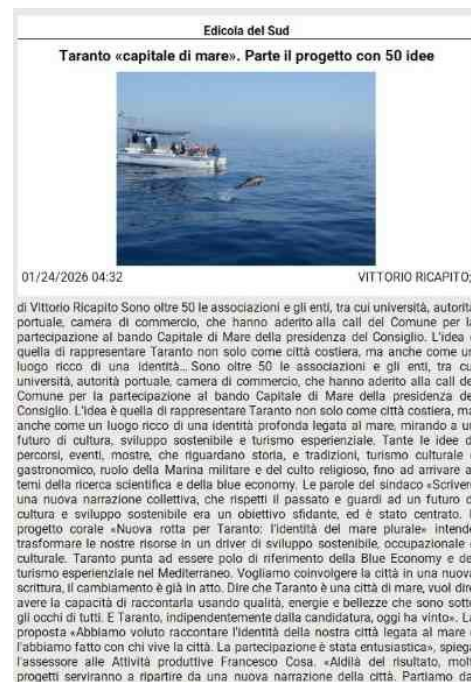 Edicola del Sud
Taranto «capitale di mare». Parte il progetto con 50 idee
01/24/2026 04:32 VITTORIO RICAPITO;
di Vittorio Ricapito Sono oltre 50 le associazioni e gli enti, tra cui università, autorità
portuale, camera di commercio, che hanno aderito alla call del Comune per la
partecipazione al bando Capitale di Mare della presidenza del Consiglio. L'idea
quella di rappresentare Taranto non solo come città costiera, ma anche come un
luogo ricco di una identità... Sono oltre 50 le associazioni e gli enti, tra cui
università, autorità portuale, camera di commercio, che hanno aderito alla call del
Comune per la partecipazione al bando Capitale di Mare della presidenza del
Consiglio. L'idea è quella di rappresentare Taranto non solo come città costiera, ma
anche come un luogo ricco di una identità profonda legata al mare, mirando a un
futuro di cultura, sviluppo sostenibile e turismo esperienziale. Tante le idee di
percorsi, eventi, mostre, che riguardano storia, e tradizioni, turismo culturale
gastronomico, ruolo della Marina militare e del culto religioso, fino ad arrivare ai
temi della ricerca scientifica e della blue economy. Le parole del sindaco «Scrivere
una nuova narrazione collettiva, che rispetti il passato e guardi ad un futuro di
cultura e sviluppo sostenibile era un obiettivo sfidante, ed è stato centrato.
progetto corale «Nuova rotta per Taranto: l'identità del mare plurale» intende
trasformare le nostre risorse in un driver di sviluppo sostenibile, occupazionale
culturale. Taranto punta ad essere polo di riferimento della Blue Economy e del
turismo esperienziale nel Mediterraneo. Vogliamo coinvolgere la città in una nuova
scrittura, il cambiamento è già in atto. Dire che Taranto è una città di mare, vuol dire
avere la capacità di raccontarla usando qualità, energie e bellezze che sono sotto
gli occhi di tutti. E Taranto, indipendentemente dalla candidatura, oggi ha vinto». La
proposta «Abbiamo voluto raccontare l'identità della nostra città legata al mare
l'abbiamo fatto con chi vive la città. La partecipazione è stata entusiastica», spiega
l'assessore alle Attività produttive Francesco Cosa. «Aldilà del risultato, molti
progetti serviranno a ripartire da una nuova narrazione della città. Partiamo da